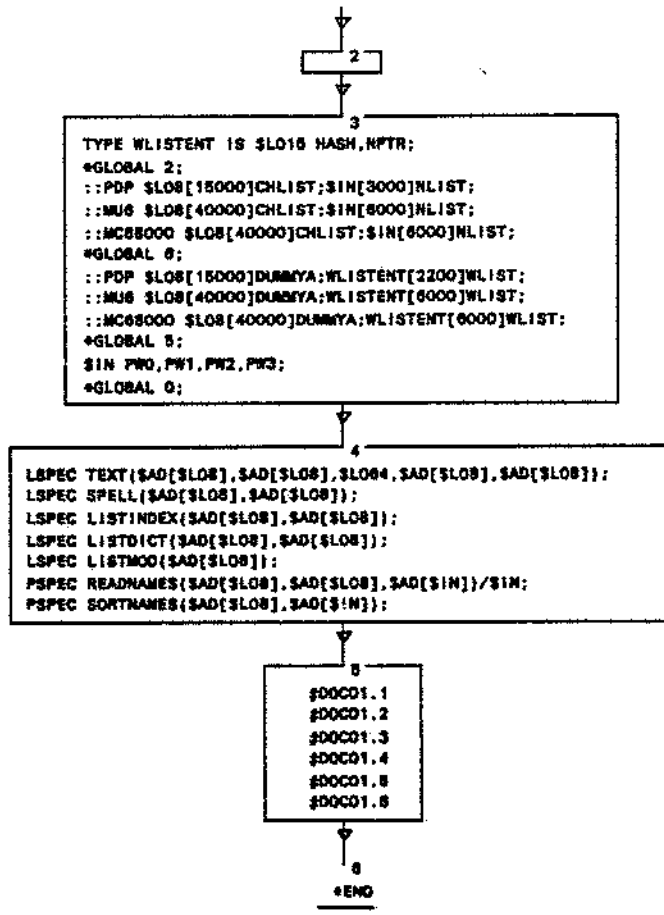 2
3
TYPE WLISTENT IS $LO16 HASH,NPTR;
*GLOBAL 2;
::PDP $LO8[15000]CHLIST;$IN[3000]NLIST;
::MU6 $LO8[40000]CHLIST;$IN[6000]NLIST;
::MC68000 $LO8[40000]CHLIST;$IN[6000]NLIST;
*GLOBAL 6;
::PDP $LO8[15000]DUMMYA;WLISTENT[2200]WLIST;
::MU6 $LO8[40000]DUMMYA;WLISTENT[6000]WLIST;
::MC68000 $LO8[40000]DUMMYA;WLISTENT[6000]WLIST;
*GLOBAL 5;
$IN PW0,PW1,PW2,PW3;
*GLOBAL 0;
4
LSPEC TEXT($AD[$LO8],$AD[$LO8],$LO64,$AD[$LO8],$AD[$LO8]);
LSPEC SPELL($AD[$LO8],$AD[$LO8]);
LSPEC LISTINDEX($AD[$LO8],$AD[$LO8]);
LSPEC LISTDICT($AD[$LO8],$AD[$LO8]);
LSPEC LISTMOD($AD[$LO8]);
PSPEC READNAMES($AD[$LO8],$AD[$LO8],$AD[$IN])/$IN;
PSPEC SORTNAMES($AD[$LO8],$AD[$IN]);
5
#DOC01.1
#DOC01.2
#DOC01.3
#DOC01.4
#DOC01.5
#DOC01.6
6
*END